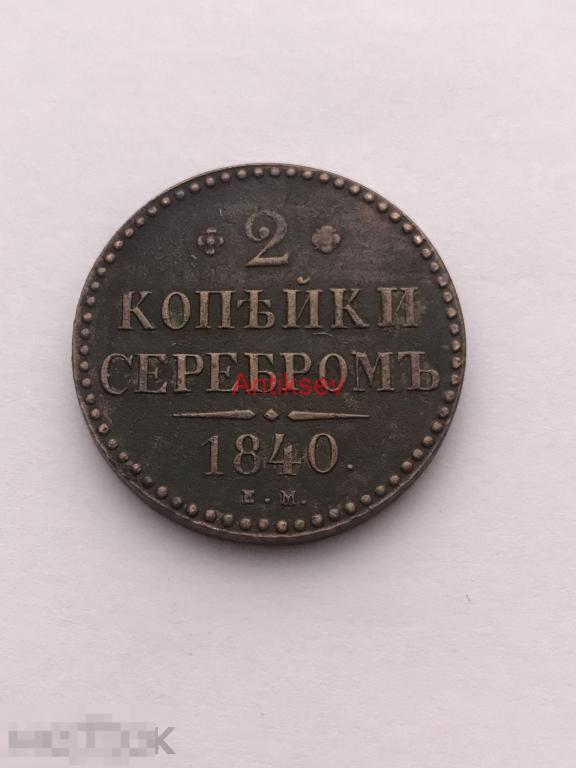 2
КОПѢЙКИ
СЕРЕБРОМЪ
Antiksev
1840.
Е.М.